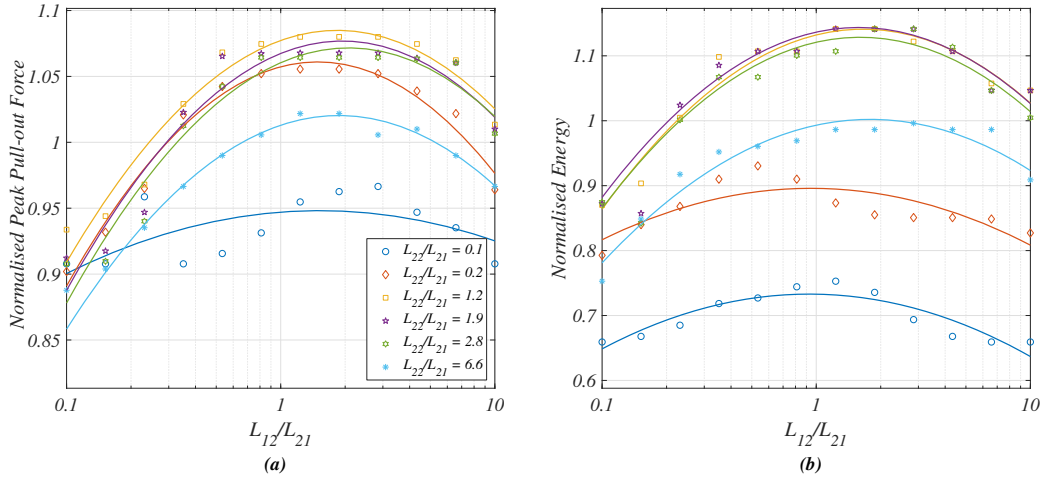 Normalised Peak Pull-out Force
1.1
1.05
1
0.95
0.9
0.85
0.1
1
10
L12/L21
L22/L21 = 0.1
L22/L21 = 0.2
L22/L21 = 1.2
L22/L21 = 1.9
L22/L21 = 2.8
L22/L21 = 6.6
(a)
Normalised Energy
1.1
1
0.9
0.8
0.7
0.6
0.1
1
10
L12/L21
(b)